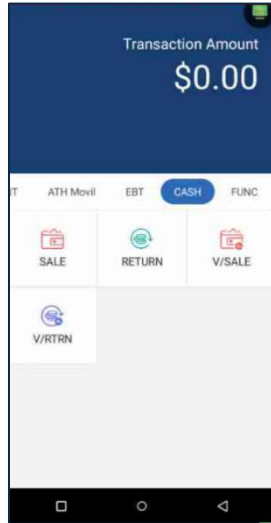 Transaction Amount
$0.00
T ATH Movil EBT CASH FUNC
SALE RETURN V/SALE
V/RTRN